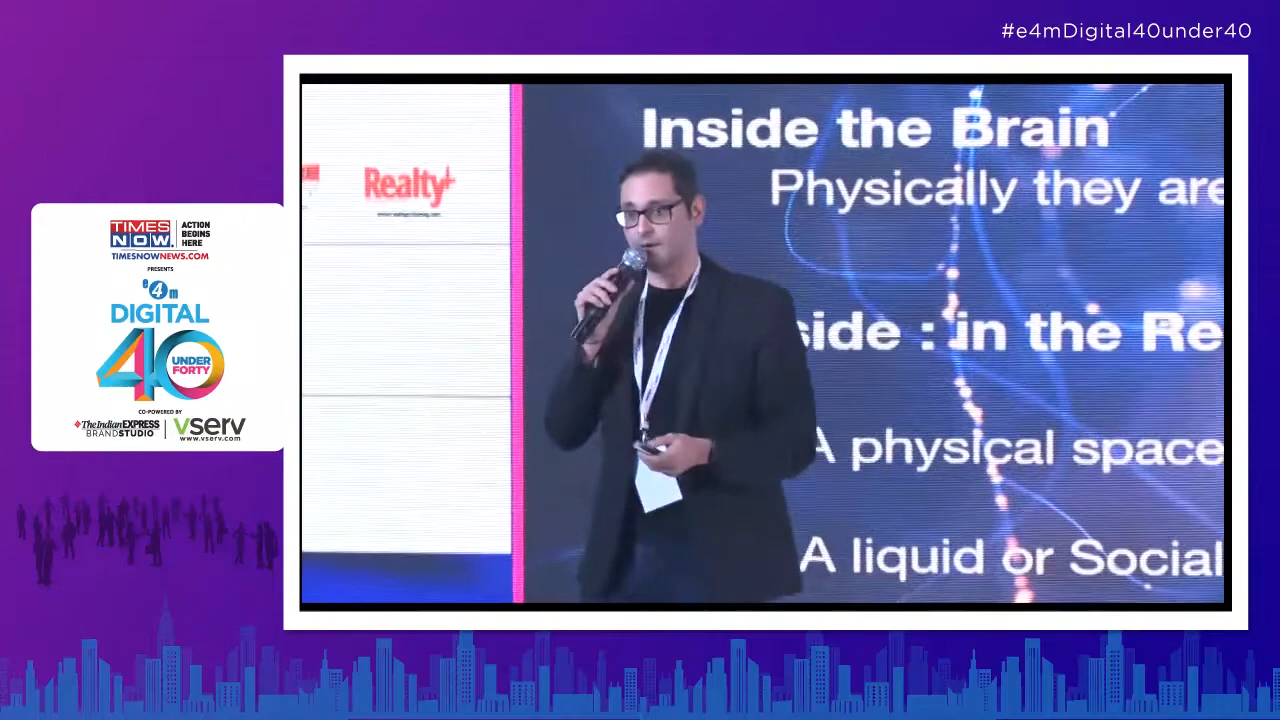 #e4mDigital40under40
TIMES
NOW.
ACTION
BEGINS
HERE
TIMESNOWNEWS.COM
PRESENTS
e4m
DIGITAL
40
UNDER
FORTY
CO-POWERED BY
The Indian EXPRESS
BRANDSTUDIO
vserv
www.vserv.com
Realty+
Inside the Brain
Physically they are
side : in the Re
A physical space
A liquid or Social